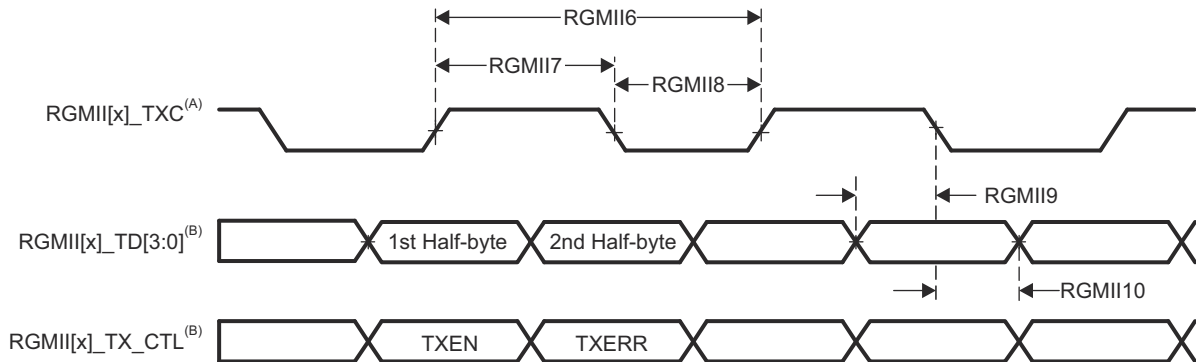 RGMII6
RGMII7
RGMII8
RGMII[x]_TXC(A)
RGMII9
RGMII[x]_TD[3:0](B)
1st Half-byte
2nd Half-byte
RGMII10
RGMII[x]_TX_CTL(B)
TXEN
TXERR